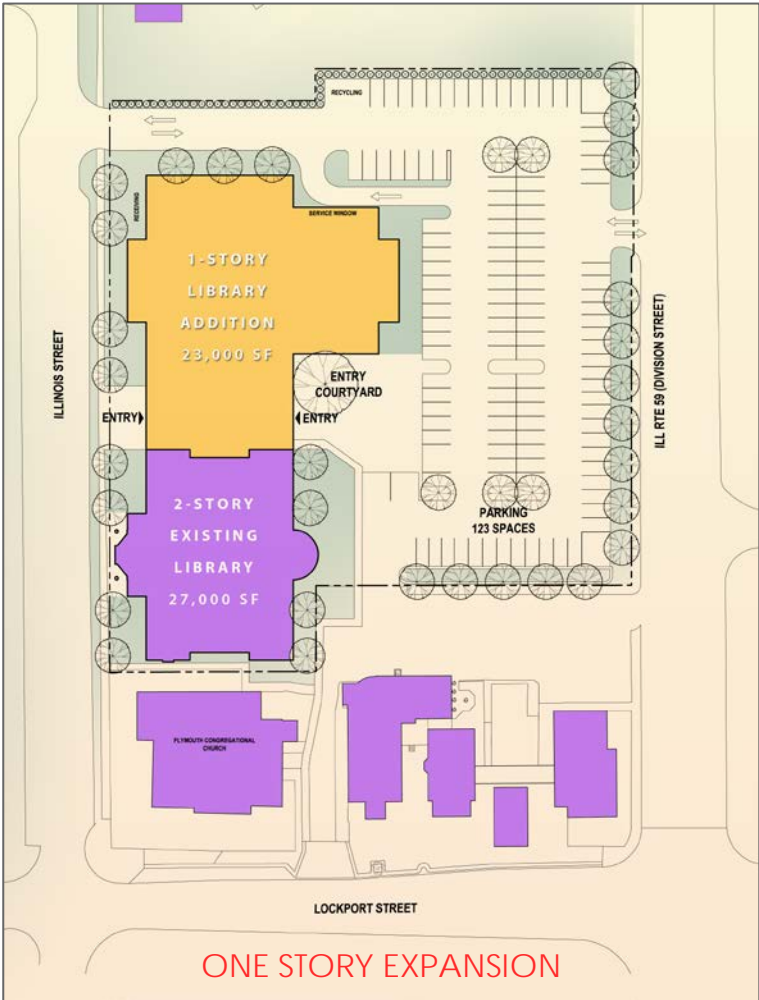 RECYCLING
RECEIVING
SERVICE WINDOW
1-STORY
LIBRARY
ADDITION
23,000 SF
ILLINOIS STREET
ILL RTE 59 (DIVISION STREET)
ENTRY
COURTYARD
ENTRY
ENTRY
2-STORY
EXISTING
LIBRARY
27,000 SF
PARKING
123 SPACES
PLYMOUTH CONGREGATIONAL
CHURCH
LOCKPORT STREET
ONE STORY EXPANSION